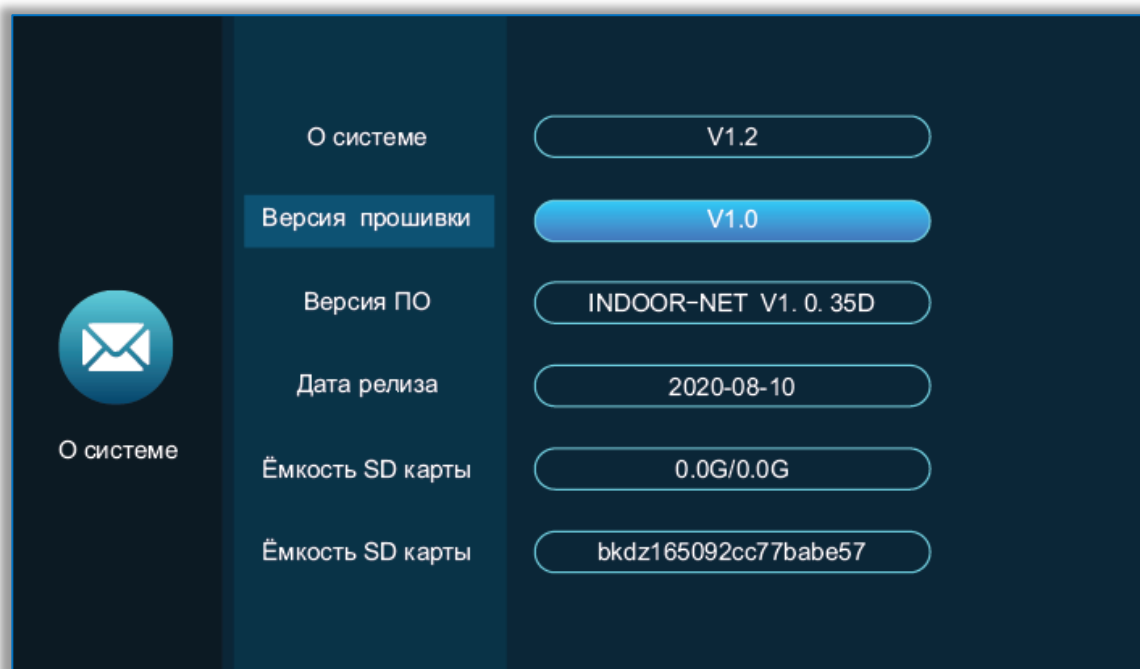 О системе
О системе V1.2
Версия прошивки V1.0
Версия ПО INDOOR-NET V1. 0. 35D
Дата релиза 2020-08-10
Ёмкость SD карты 0.0G/0.0G
Ёмкость SD карты bkdz165092cc77babe57